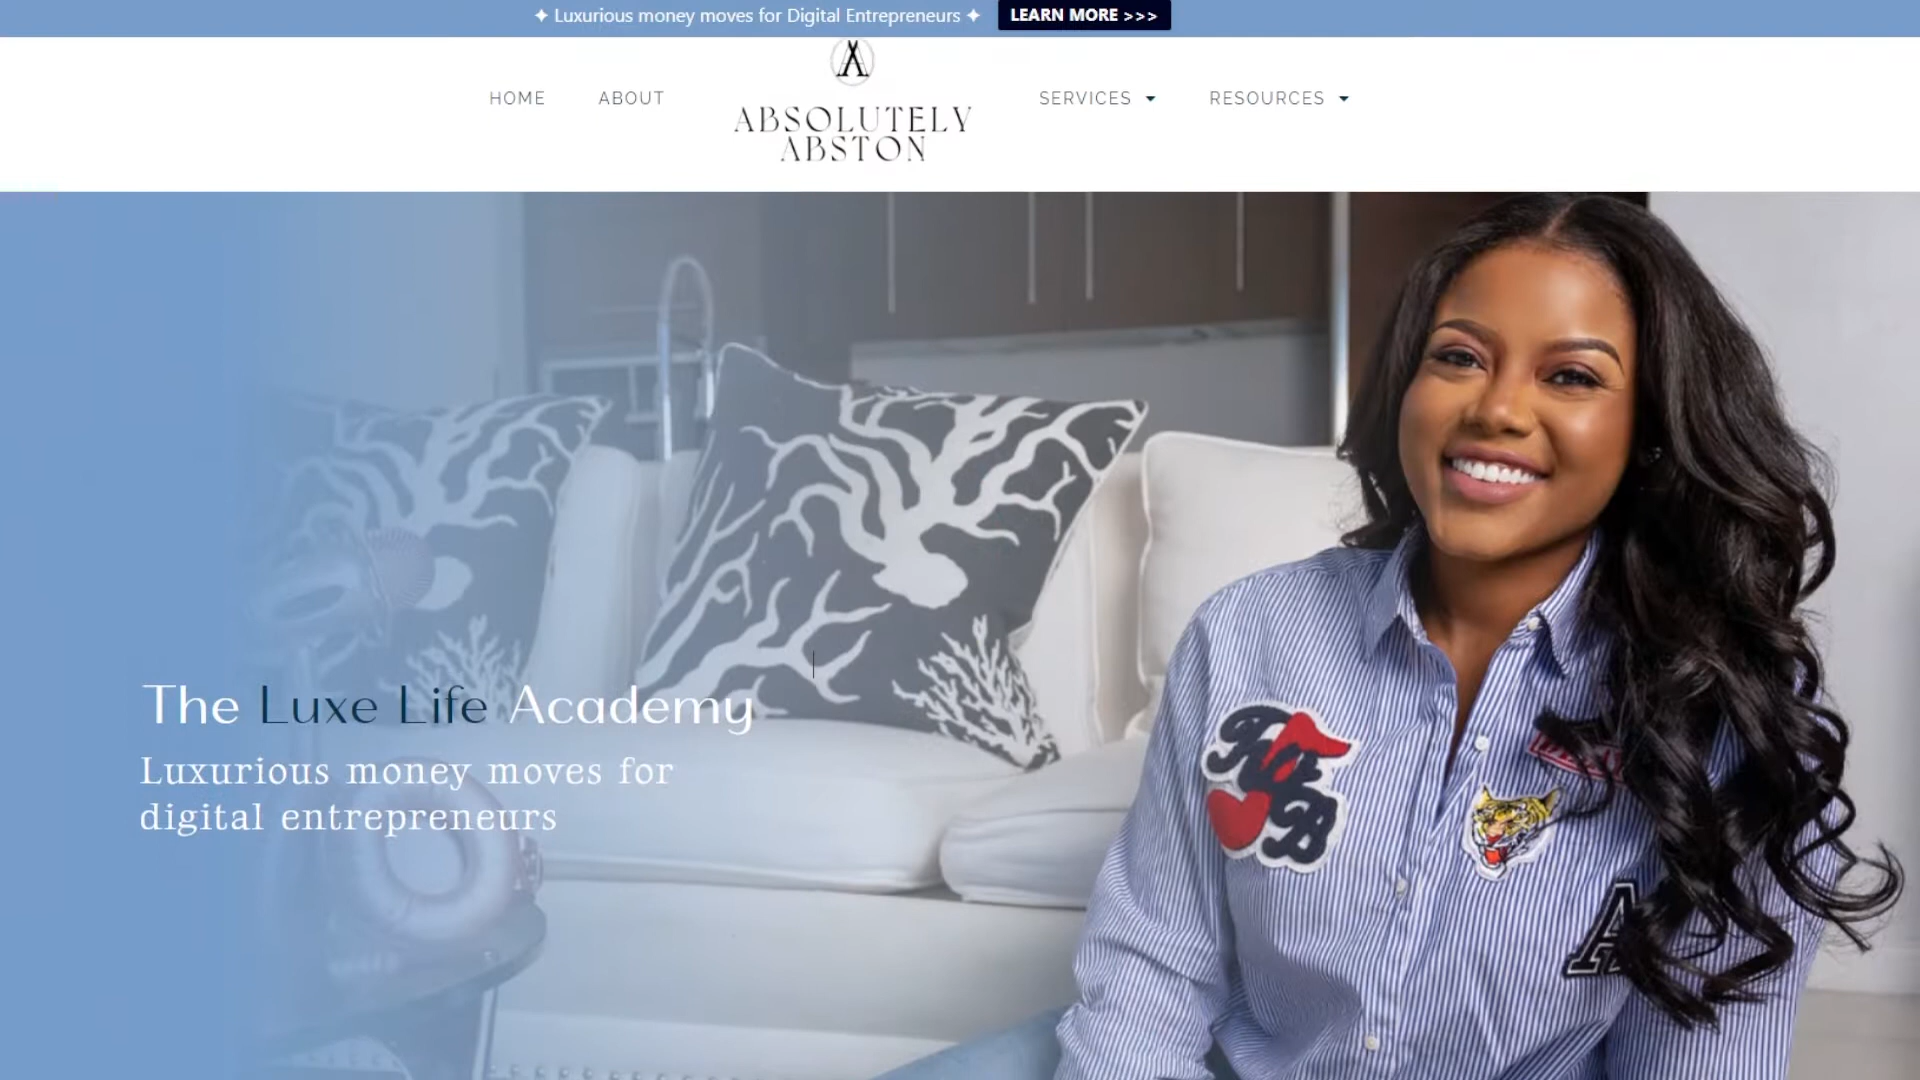 ✦ Luxurious money moves for Digital Entrepreneurs ✦ LEARN MORE >>>
HOME ABOUT SERVICES RESOURCES
ABSOLUTELY
ABSTON
The Luxe Life Academy
Luxurious money moves for
digital entrepreneurs
A